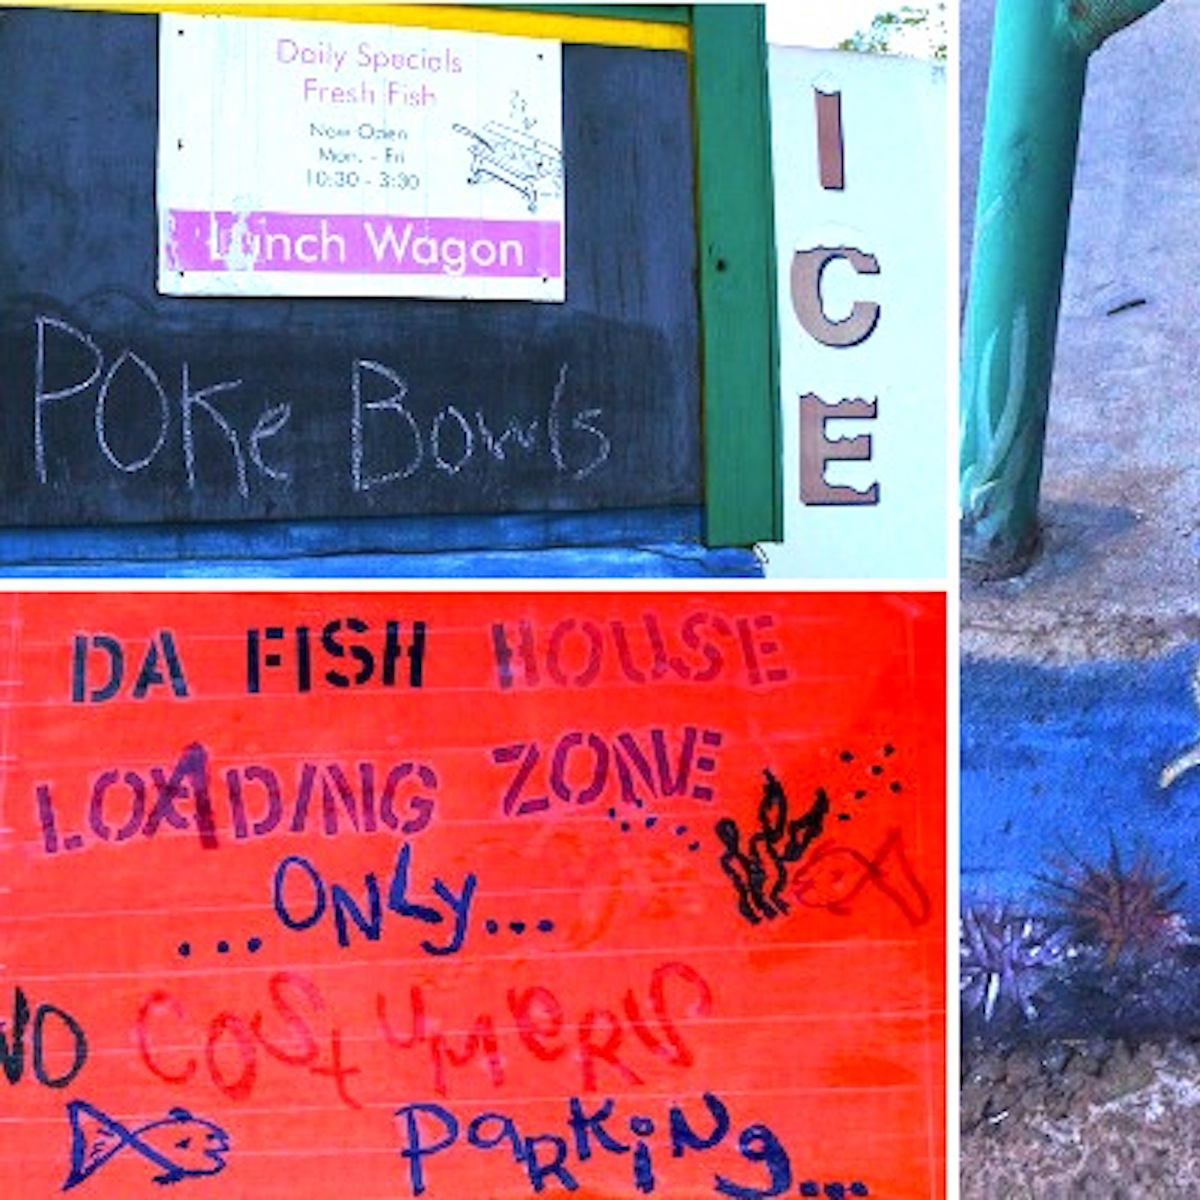 Daily Specials
Fresh Fish
Now Open
Mon. - Fri
10:30 - 3:30
Lunch Wagon
POKe Bowls
ICE
DA FISH HOUSE
LOADING ZONE
...ONLy...
NO COStUMeRS
PaRKiNg...